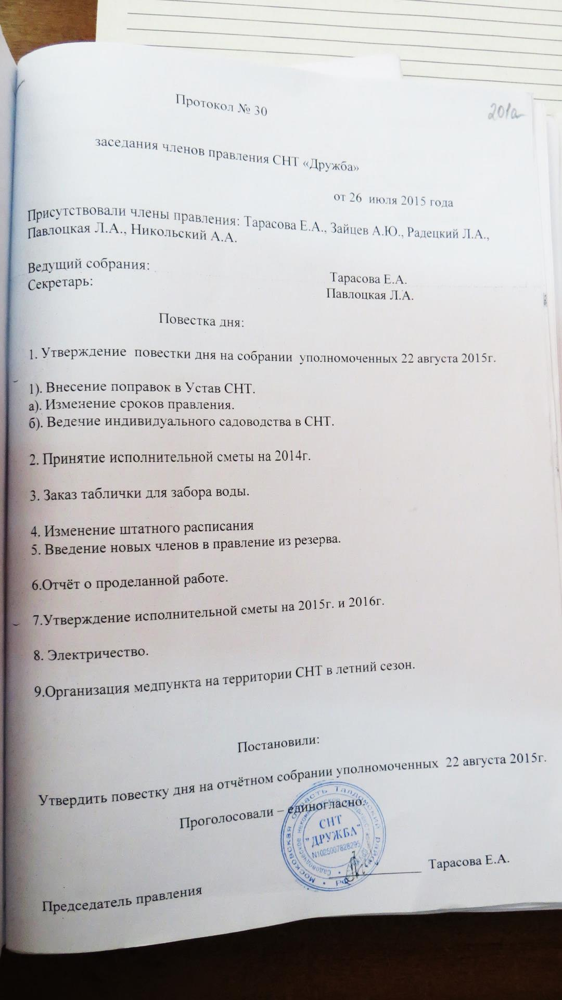 Протокол № 30
201а
заседания членов правления СНТ «Дружба»
от 26 июля 2015 года
Присутствовали члены правления: Тарасова Е.А., Зайцев А.Ю., Радецкий Л.А.,
Павлоцкая Л.А., Никольский А.А.
Ведущий собрания: Тарасова Е.А.
Секретарь: Павлоцкая Л.А.
Повестка дня:
1. Утверждение повестки дня на собрании уполномоченных 22 августа 2015г.
1). Внесение поправок в Устав СНТ.
а). Изменение сроков правления.
б). Ведение индивидуального садоводства в СНТ.
2. Принятие исполнительной сметы на 2014г.
3. Заказ таблички для забора воды.
4. Изменение штатного расписания
5. Введение новых членов в правление из резерва.
6.Отчёт о проделанной работе.
7.Утверждение исполнительной сметы на 2015г. и 2016г.
8. Электричество.
9.Организация медпункта на территории СНТ в летний сезон.
Постановили:
Утвердить повестку дня на отчётном собрании уполномоченных 22 августа 2015г.
Проголосовали – единогласно.
Московская область Талдомский район
РФ
Садоводческое
СНТ
"ДРУЖБА"
N1025007828295
Председатель правления Тарасова Е.А.